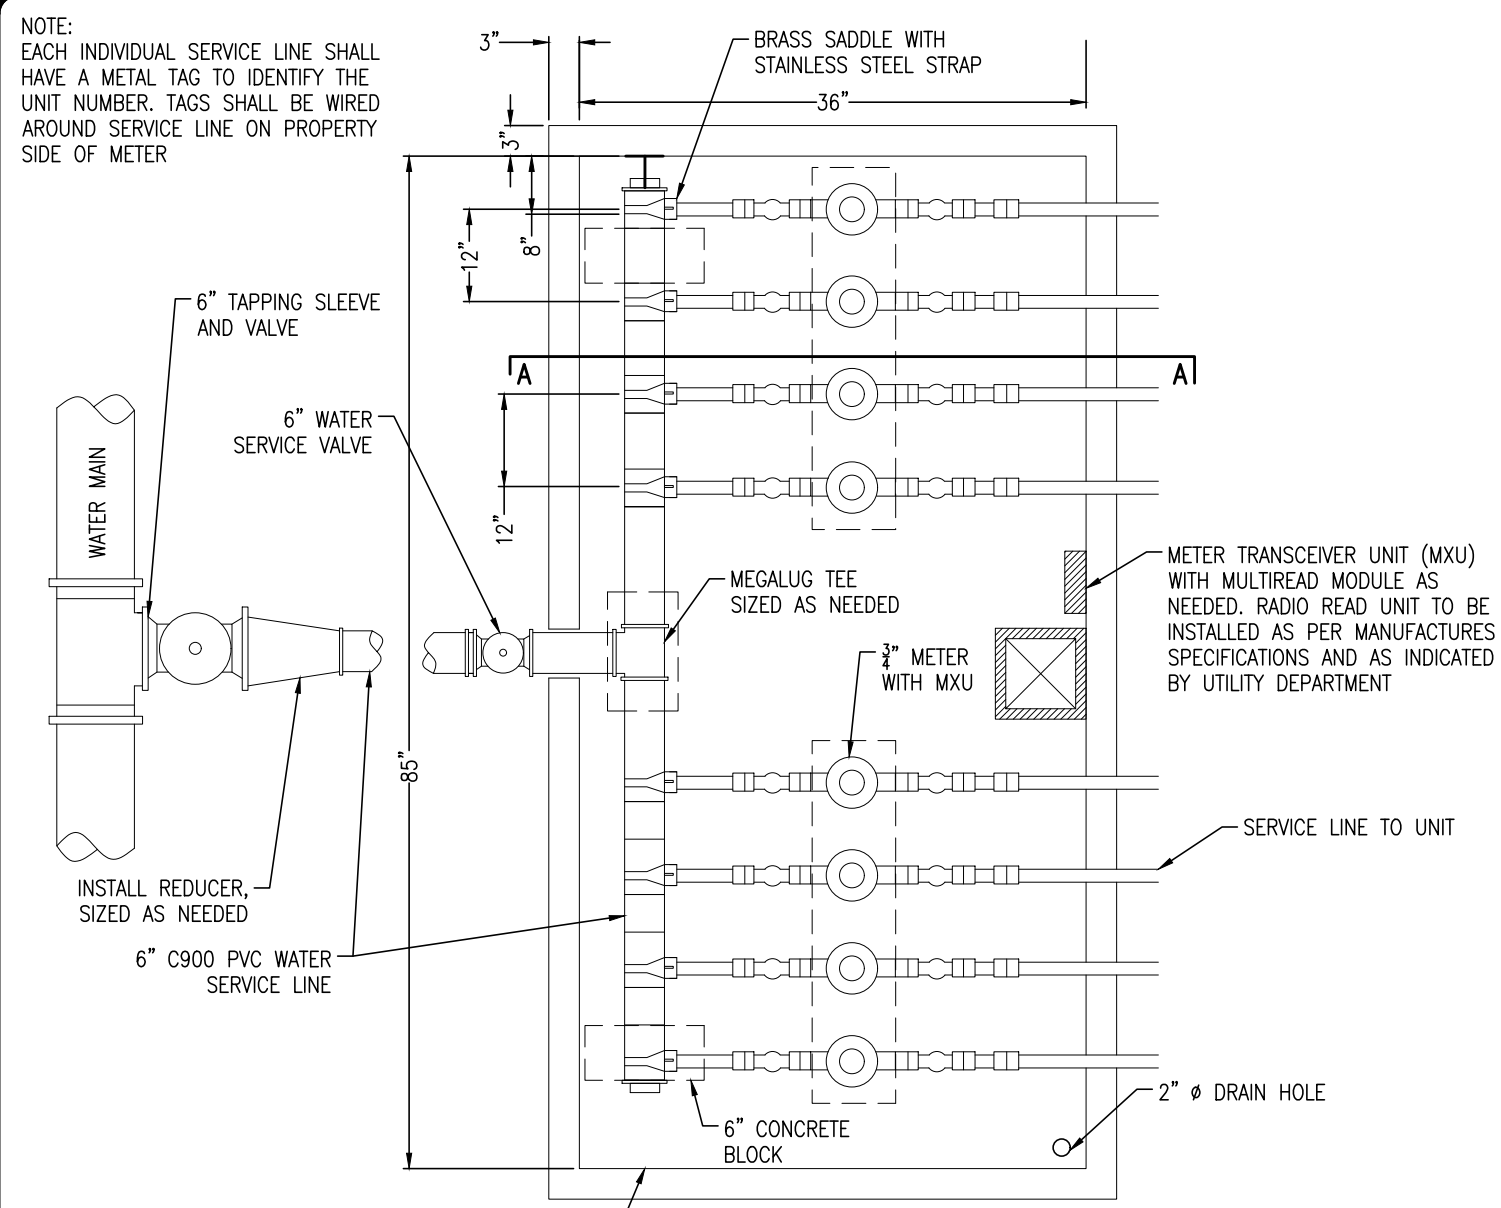 NOTE:
EACH INDIVIDUAL SERVICE LINE SHALL
HAVE A METAL TAG TO IDENTIFY THE
UNIT NUMBER. TAGS SHALL BE WIRED
AROUND SERVICE LINE ON PROPERTY
SIDE OF METER
3"
BRASS SADDLE WITH
STAINLESS STEEL STRAP
36"
3"
8"
12"
6" TAPPING SLEEVE
AND VALVE
A
A
6" WATER
SERVICE VALVE
WATER MAIN
12"
MEGALUG TEE
SIZED AS NEEDED
METER TRANSCEIVER UNIT (MXU)
WITH MULTIREAD MODULE AS
NEEDED. RADIO READ UNIT TO BE
INSTALLED AS PER MANUFACTURES
SPECIFICATIONS AND AS INDICATED
BY UTILITY DEPARTMENT
3/4" METER
WITH MXU
85"
SERVICE LINE TO UNIT
INSTALL REDUCER,
SIZED AS NEEDED
6" C900 PVC WATER
SERVICE LINE
2" ø DRAIN HOLE
6" CONCRETE
BLOCK